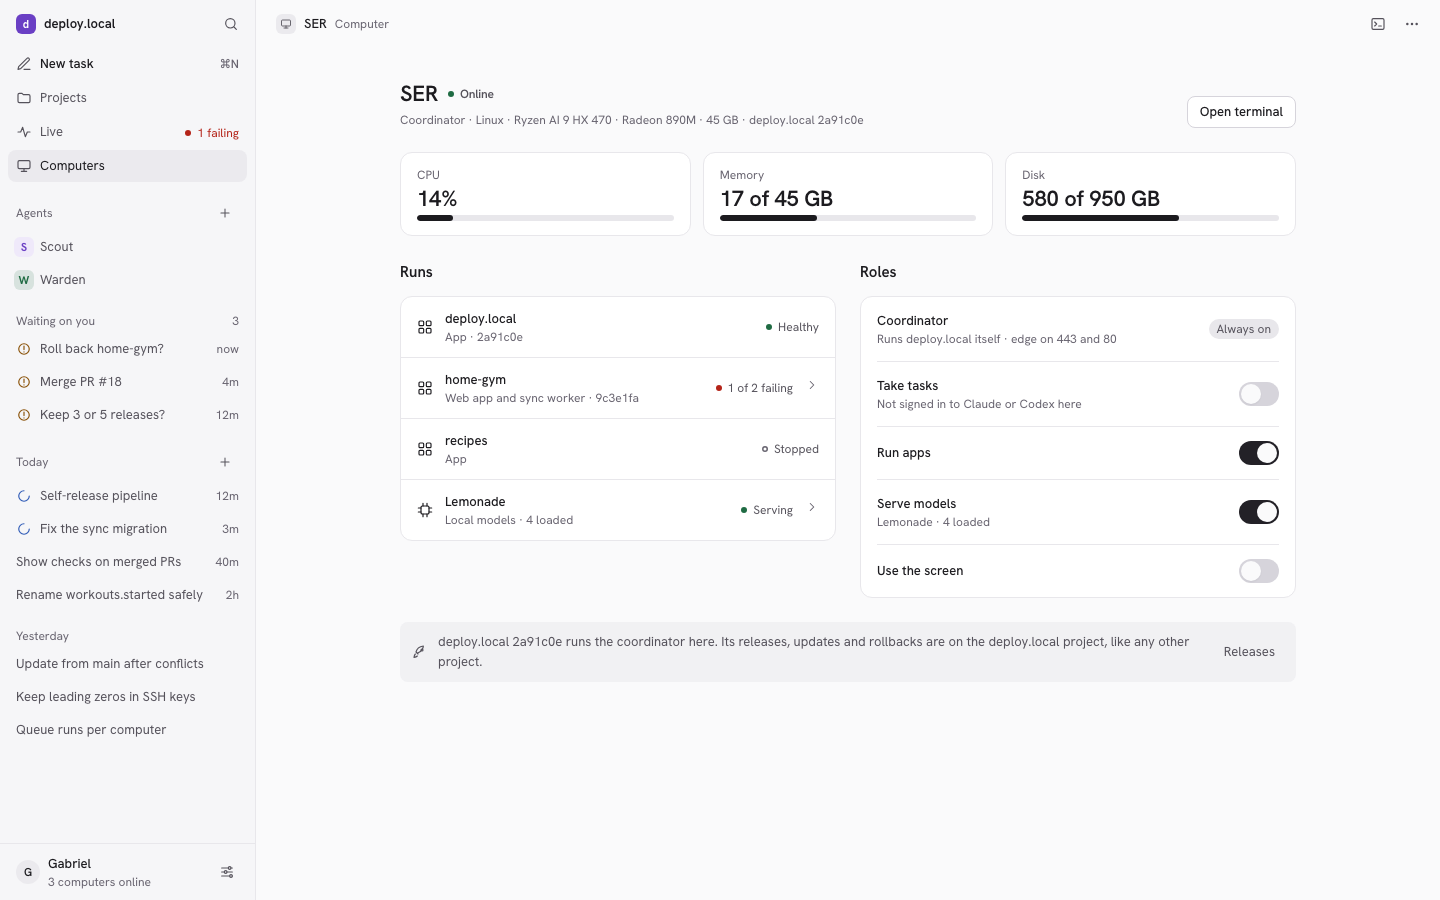 d deploy.local
New task ⌘N
Projects
Live 1 failing
Computers
Agents
S Scout
W Warden
Waiting on you 3
Roll back home-gym? now
Merge PR #18 4m
Keep 3 or 5 releases? 12m
Today
Self-release pipeline 12m
Fix the sync migration 3m
Show checks on merged PRs 40m
Rename workouts.started safely 2h
Yesterday
Update from main after conflicts
Keep leading zeros in SSH keys
Queue runs per computer
G Gabriel
3 computers online
SER Computer
SER Online
Coordinator · Linux · Ryzen AI 9 HX 470 · Radeon 890M · 45 GB · deploy.local 2a91c0e
Open terminal
CPU
14%
Memory
17 of 45 GB
Disk
580 of 950 GB
Runs
deploy.local
App · 2a91c0e
Healthy
home-gym
Web app and sync worker · 9c3e1fa
1 of 2 failing
recipes
App
Stopped
Lemonade
Local models · 4 loaded
Serving
Roles
Coordinator
Runs deploy.local itself · edge on 443 and 80
Always on
Take tasks
Not signed in to Claude or Codex here
Run apps
Serve models
Lemonade · 4 loaded
Use the screen
deploy.local 2a91c0e runs the coordinator here. Its releases, updates and rollbacks are on the deploy.local project, like any other
project.
Releases